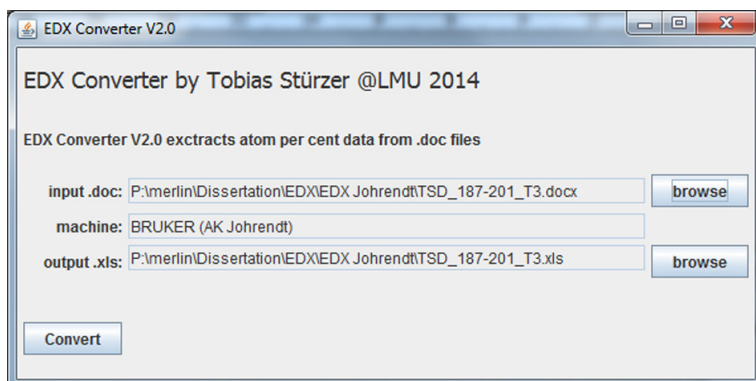 EDX Converter V2.0
EDX Converter by Tobias Stürzer @LMU 2014
EDX Converter V2.0 exctracts atom per cent data from .doc files
input .doc: P:\merlin\Dissertation\EDX\EDX Johrendt\TSD_187-201_T3.docx browse
machine: BRUKER (AK Johrendt)
output .xls: P:\merlin\Dissertation\EDX\EDX Johrendt\TSD_187-201_T3.xls browse
Convert